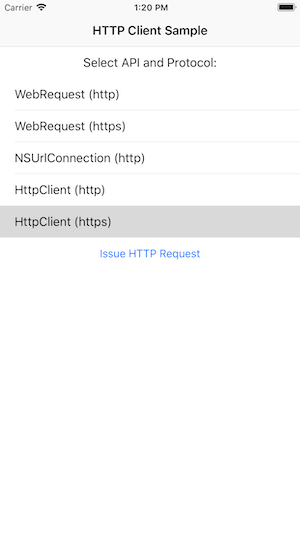 Carrier 1:20 PM
HTTP Client Sample
Select API and Protocol:
WebRequest (http)
WebRequest (https)
NSUrlConnection (http)
HttpClient (http)
HttpClient (https)
Issue HTTP Request